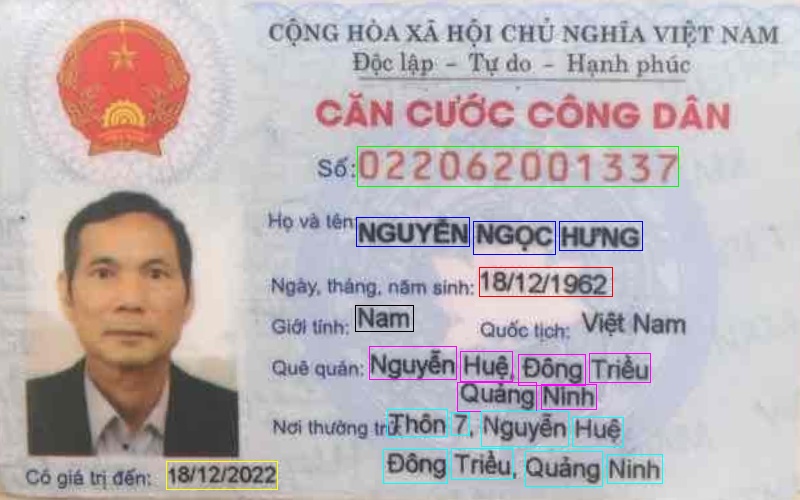 CỘNG HÒA XÃ HỘI CHỦ NGHĨA VIỆT NAM
Độc lập - Tự do - Hạnh phúc
CĂN CƯỚC CÔNG DÂN
Số: 022062001337
Họ và tên: NGUYỄN NGỌC HƯNG
Ngày, tháng, năm sinh: 18/12/1962
Giới tính: Nam Quốc tịch: Việt Nam
Quê quán: Nguyễn Huệ, Đông Triều
Quảng Ninh
Nơi thường trú: Thôn 7, Nguyễn Huệ
Đông Triều, Quảng Ninh
Có giá trị đến: 18/12/2022